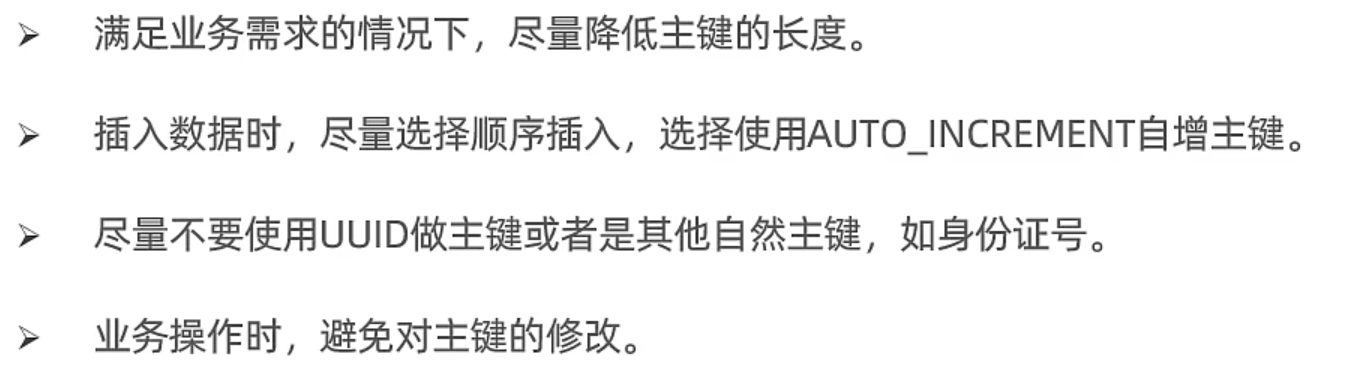 ➢ 满足业务需求的情况下，尽量降低主键的长度。
➢ 插入数据时，尽量选择顺序插入，选择使用AUTO_INCREMENT自增主键。
➢ 尽量不要使用UUID做主键或者是其他自然主键，如身份证号。
➢ 业务操作时，避免对主键的修改。